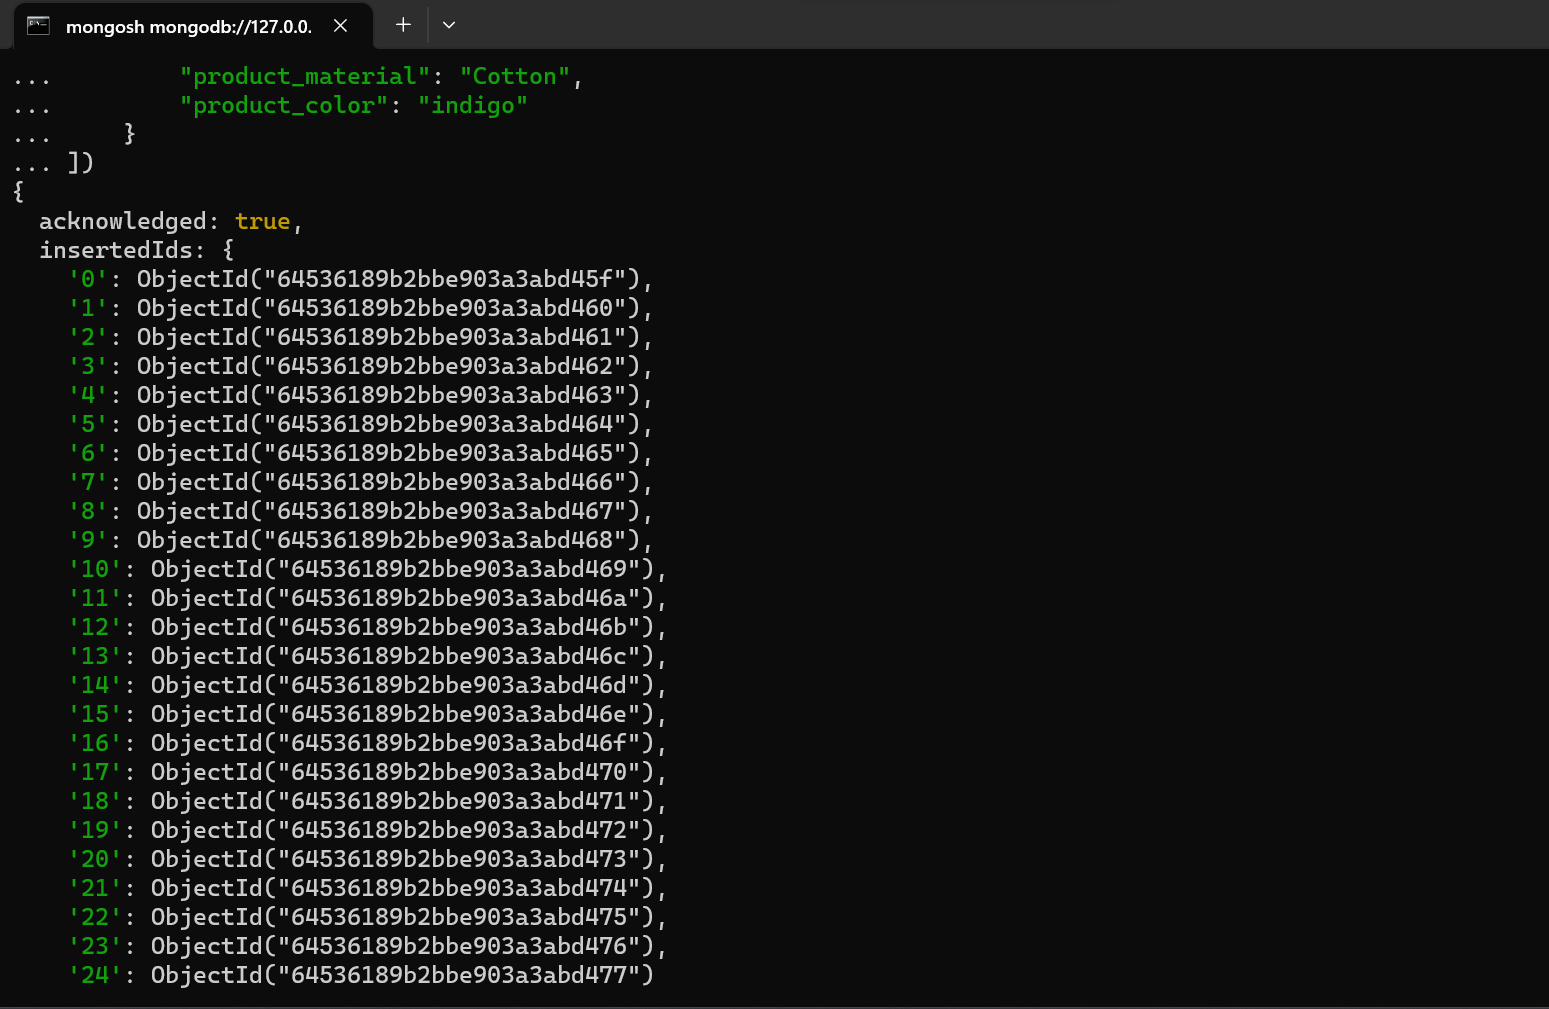 mongosh mongodb://127.0.0.
...         "product_material": "Cotton",
...         "product_color": "indigo"
...     }
... ])
{
  acknowledged: true,
  insertedIds: {
    '0': ObjectId("64536189b2bbe903a3abd45f"),
    '1': ObjectId("64536189b2bbe903a3abd460"),
    '2': ObjectId("64536189b2bbe903a3abd461"),
    '3': ObjectId("64536189b2bbe903a3abd462"),
    '4': ObjectId("64536189b2bbe903a3abd463"),
    '5': ObjectId("64536189b2bbe903a3abd464"),
    '6': ObjectId("64536189b2bbe903a3abd465"),
    '7': ObjectId("64536189b2bbe903a3abd466"),
    '8': ObjectId("64536189b2bbe903a3abd467"),
    '9': ObjectId("64536189b2bbe903a3abd468"),
    '10': ObjectId("64536189b2bbe903a3abd469"),
    '11': ObjectId("64536189b2bbe903a3abd46a"),
    '12': ObjectId("64536189b2bbe903a3abd46b"),
    '13': ObjectId("64536189b2bbe903a3abd46c"),
    '14': ObjectId("64536189b2bbe903a3abd46d"),
    '15': ObjectId("64536189b2bbe903a3abd46e"),
    '16': ObjectId("64536189b2bbe903a3abd46f"),
    '17': ObjectId("64536189b2bbe903a3abd470"),
    '18': ObjectId("64536189b2bbe903a3abd471"),
    '19': ObjectId("64536189b2bbe903a3abd472"),
    '20': ObjectId("64536189b2bbe903a3abd473"),
    '21': ObjectId("64536189b2bbe903a3abd474"),
    '22': ObjectId("64536189b2bbe903a3abd475"),
    '23': ObjectId("64536189b2bbe903a3abd476"),
    '24': ObjectId("64536189b2bbe903a3abd477")